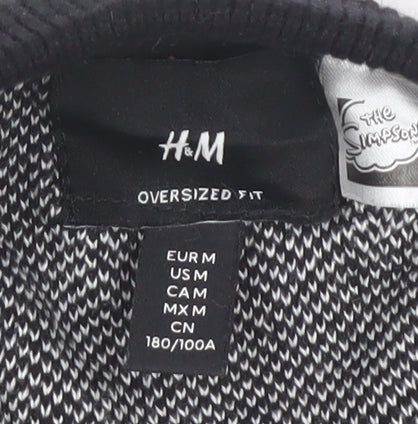 H&M
THE
SIMPSONS
OVERSIZED FIT
EUR M
US M
CA M
MX M
CN
180/100A